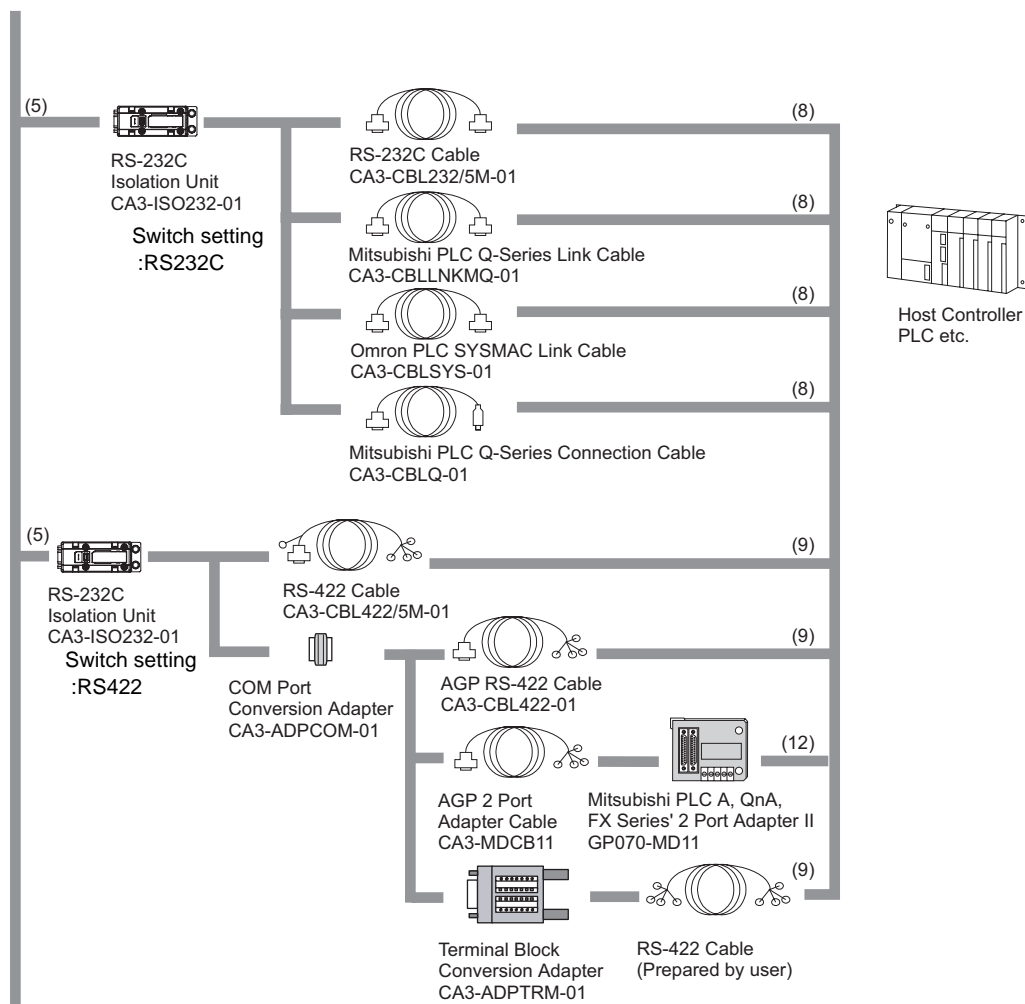 (5)
(8)
RS-232C
Isolation Unit
CA3-ISO232-01
Switch setting
:RS232C
RS-232C Cable
CA3-CBL232/5M-01
(8)
Mitsubishi PLC Q-Series Link Cable
CA3-CBLLNKMQ-01
(8)
Omron PLC SYSMAC Link Cable
CA3-CBLSYS-01
(8)
Mitsubishi PLC Q-Series Connection Cable
CA3-CBLQ-01
Host Controller
PLC etc.
(5)
(9)
RS-232C
Isolation Unit
CA3-ISO232-01
Switch setting
:RS422
RS-422 Cable
CA3-CBL422/5M-01
COM Port
Conversion Adapter
CA3-ADPCOM-01
(9)
AGP RS-422 Cable
CA3-CBL422-01
(12)
AGP 2 Port
Adapter Cable
CA3-MDCB11
Mitsubishi PLC A, QnA,
FX Series' 2 Port Adapter II
GP070-MD11
(9)
Terminal Block
Conversion Adapter
CA3-ADPTRM-01
RS-422 Cable
(Prepared by user)